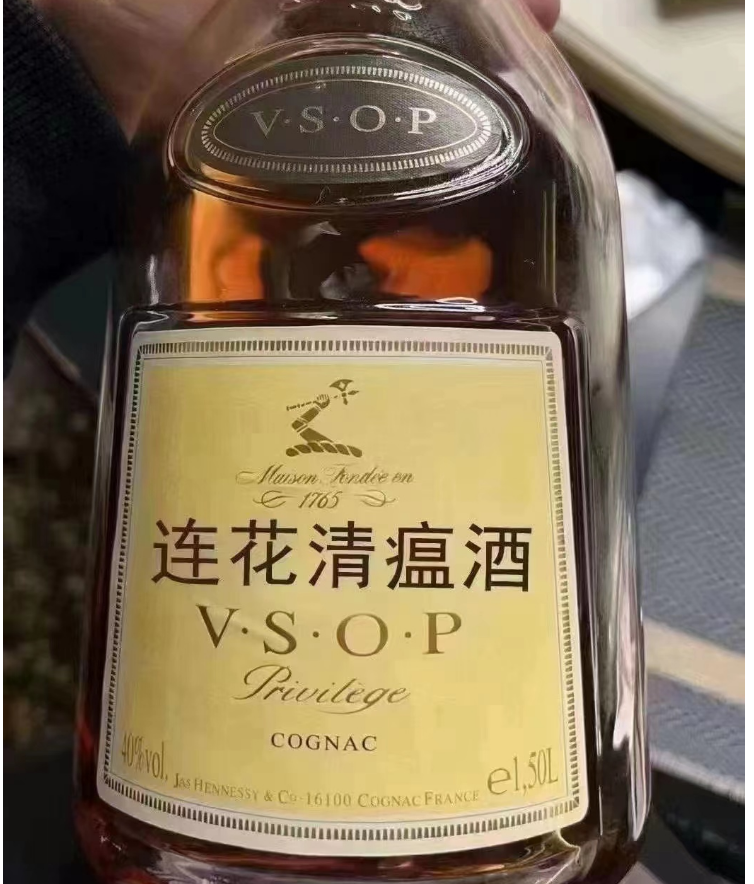 V·S·O·P
Maison Fondée en
1765
连花清瘟酒
V·S·O·P
Privilège
COGNAC
40%vol.
JAS HENNESSY & Co-16100 COGNAC FRANCE
e1,50L